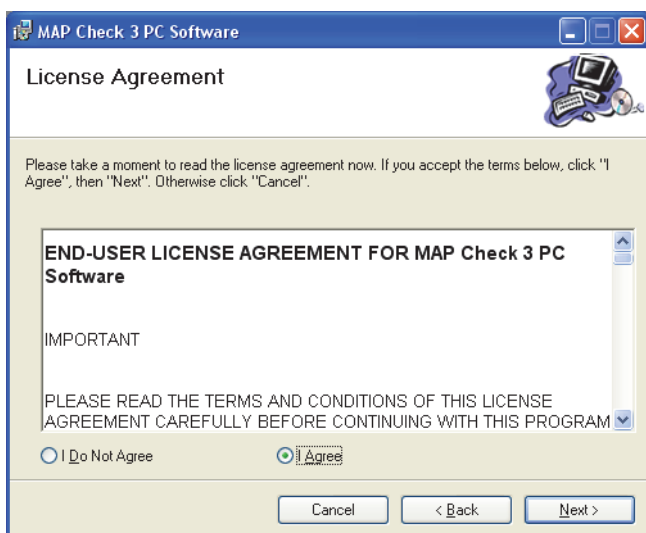 MAP Check 3 PC Software
License Agreement
Please take a moment to read the license agreement now. If you accept the terms below, click "I
Agree", then "Next". Otherwise click "Cancel".
END-USER LICENSE AGREEMENT FOR MAP Check 3 PC
Software
IMPORTANT
PLEASE READ THE TERMS AND CONDITIONS OF THIS LICENSE
AGREEMENT CAREFULLY BEFORE CONTINUING WITH THIS PROGRAM
I Do Not Agree I Agree
Cancel < Back Next >